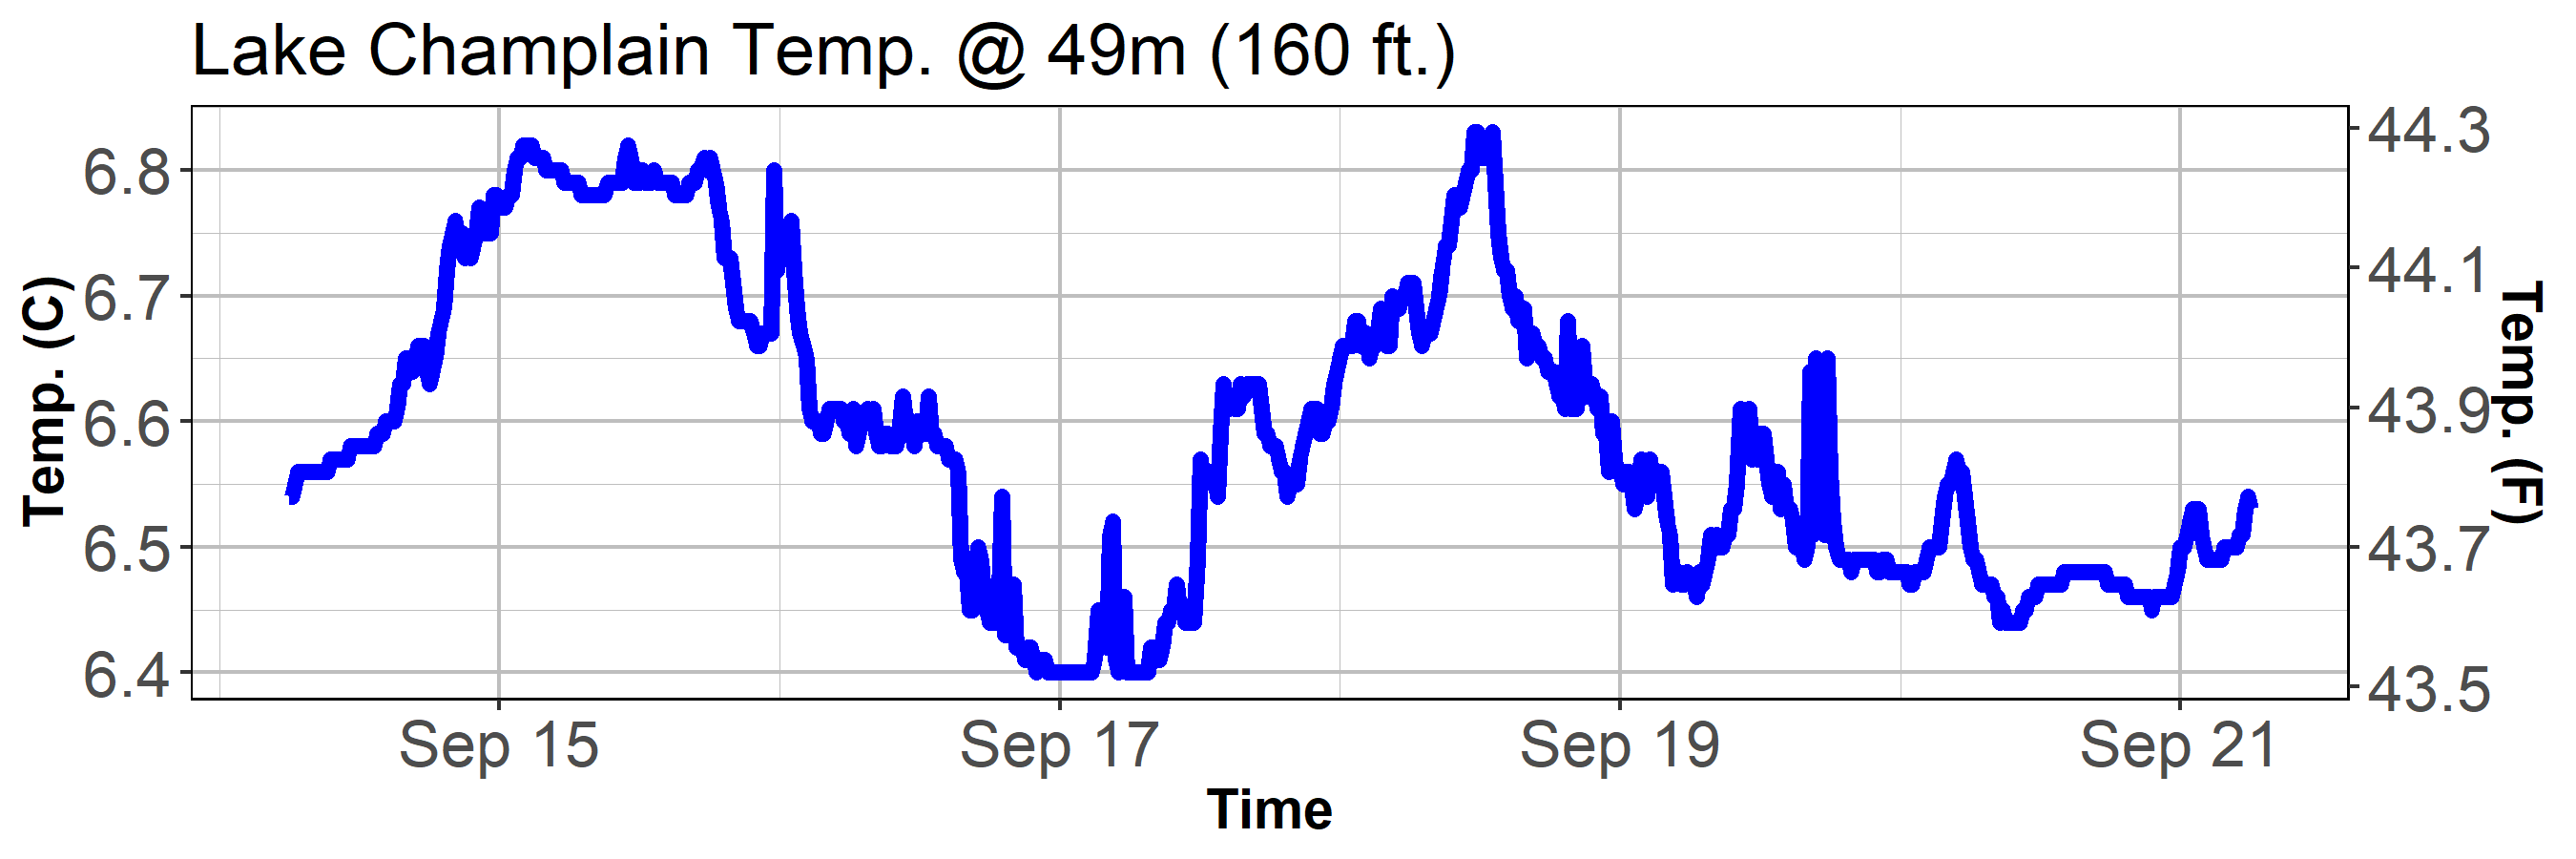 Lake Champlain Temp. @ 49m (160 ft.)
Temp. (C)
6.8
6.7
6.6
6.5
6.4
44.3
44.1
43.9
43.7
43.5
Temp. (F)
Sep 15 Sep 17 Sep 19 Sep 21
Time